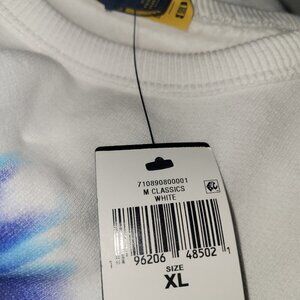 710890800001
M CLASSICS
WHITE
1 96206 48502 1
SIZE
XL